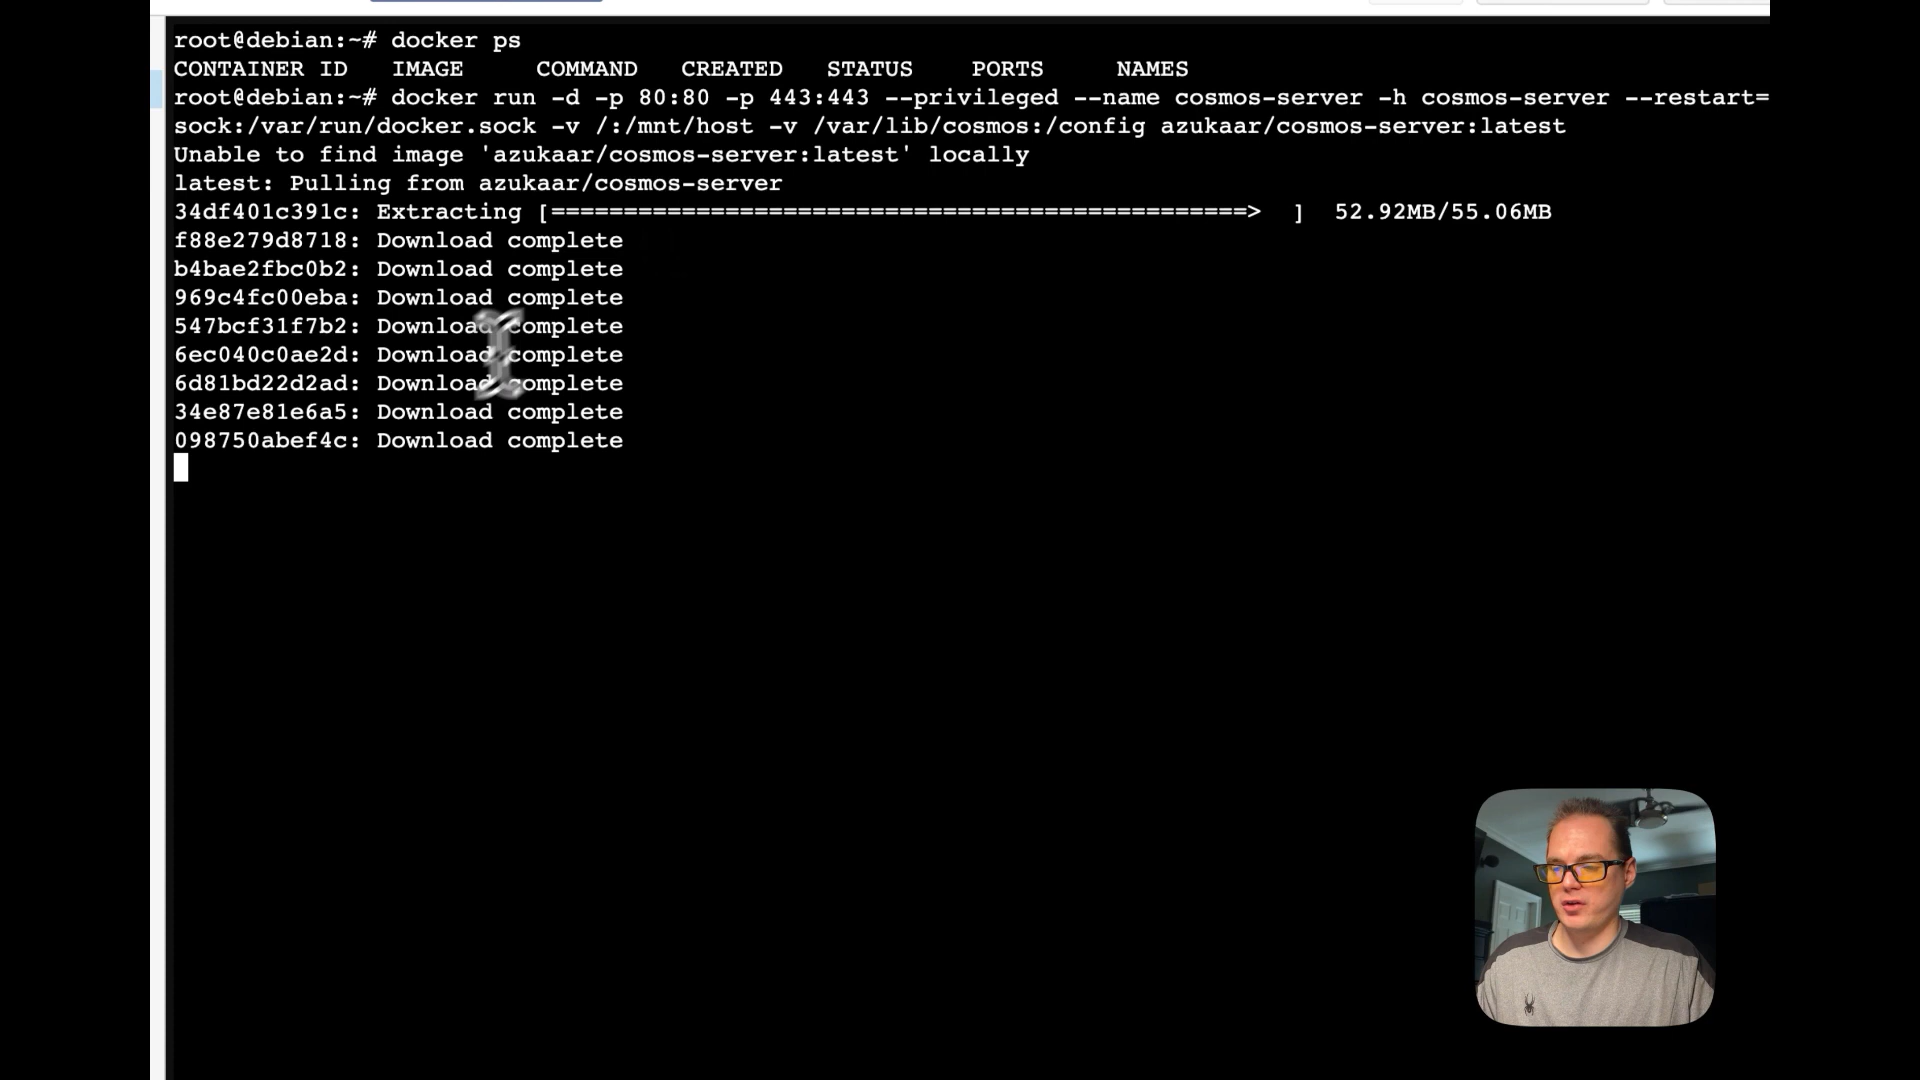 root@debian:~# docker ps
CONTAINER ID   IMAGE     COMMAND   CREATED   STATUS    PORTS     NAMES
root@debian:~# docker run -d -p 80:80 -p 443:443 --privileged --name cosmos-server -h cosmos-server --restart=
sock:/var/run/docker.sock -v /:/mnt/host -v /var/lib/cosmos:/config azukaar/cosmos-server:latest
Unable to find image 'azukaar/cosmos-server:latest' locally
latest: Pulling from azukaar/cosmos-server
34df401c391c: Extracting [================================================>  ]  52.92MB/55.06MB
f88e279d8718: Download complete
b4bae2fbc0b2: Download complete
969c4fc00eba: Download complete
547bcf31f7b2: Download complete
6ec040c0ae2d: Download complete
6d81bd22d2ad: Download complete
34e87e81e6a5: Download complete
098750abef4c: Download complete